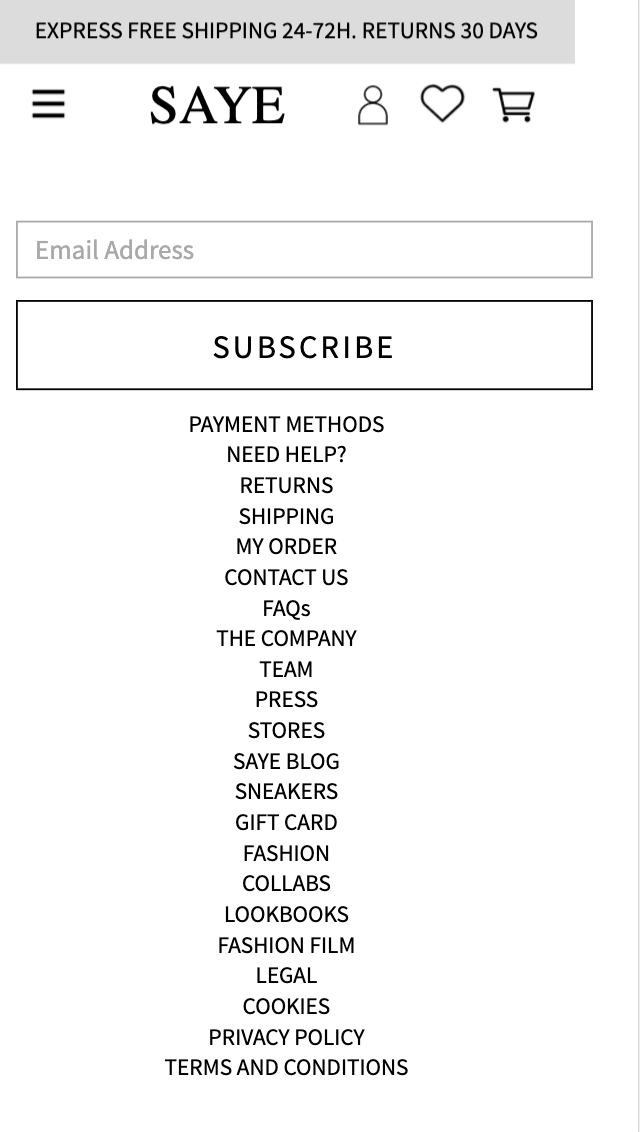 EXPRESS FREE SHIPPING 24-72H. RETURNS 30 DAYS
SAYE
Email Address
SUBSCRIBE
PAYMENT METHODS
NEED HELP?
RETURNS
SHIPPING
MY ORDER
CONTACT US
FAQs
THE COMPANY
TEAM
PRESS
STORES
SAYE BLOG
SNEAKERS
GIFT CARD
FASHION
COLLABS
LOOKBOOKS
FASHION FILM
LEGAL
COOKIES
PRIVACY POLICY
TERMS AND CONDITIONS